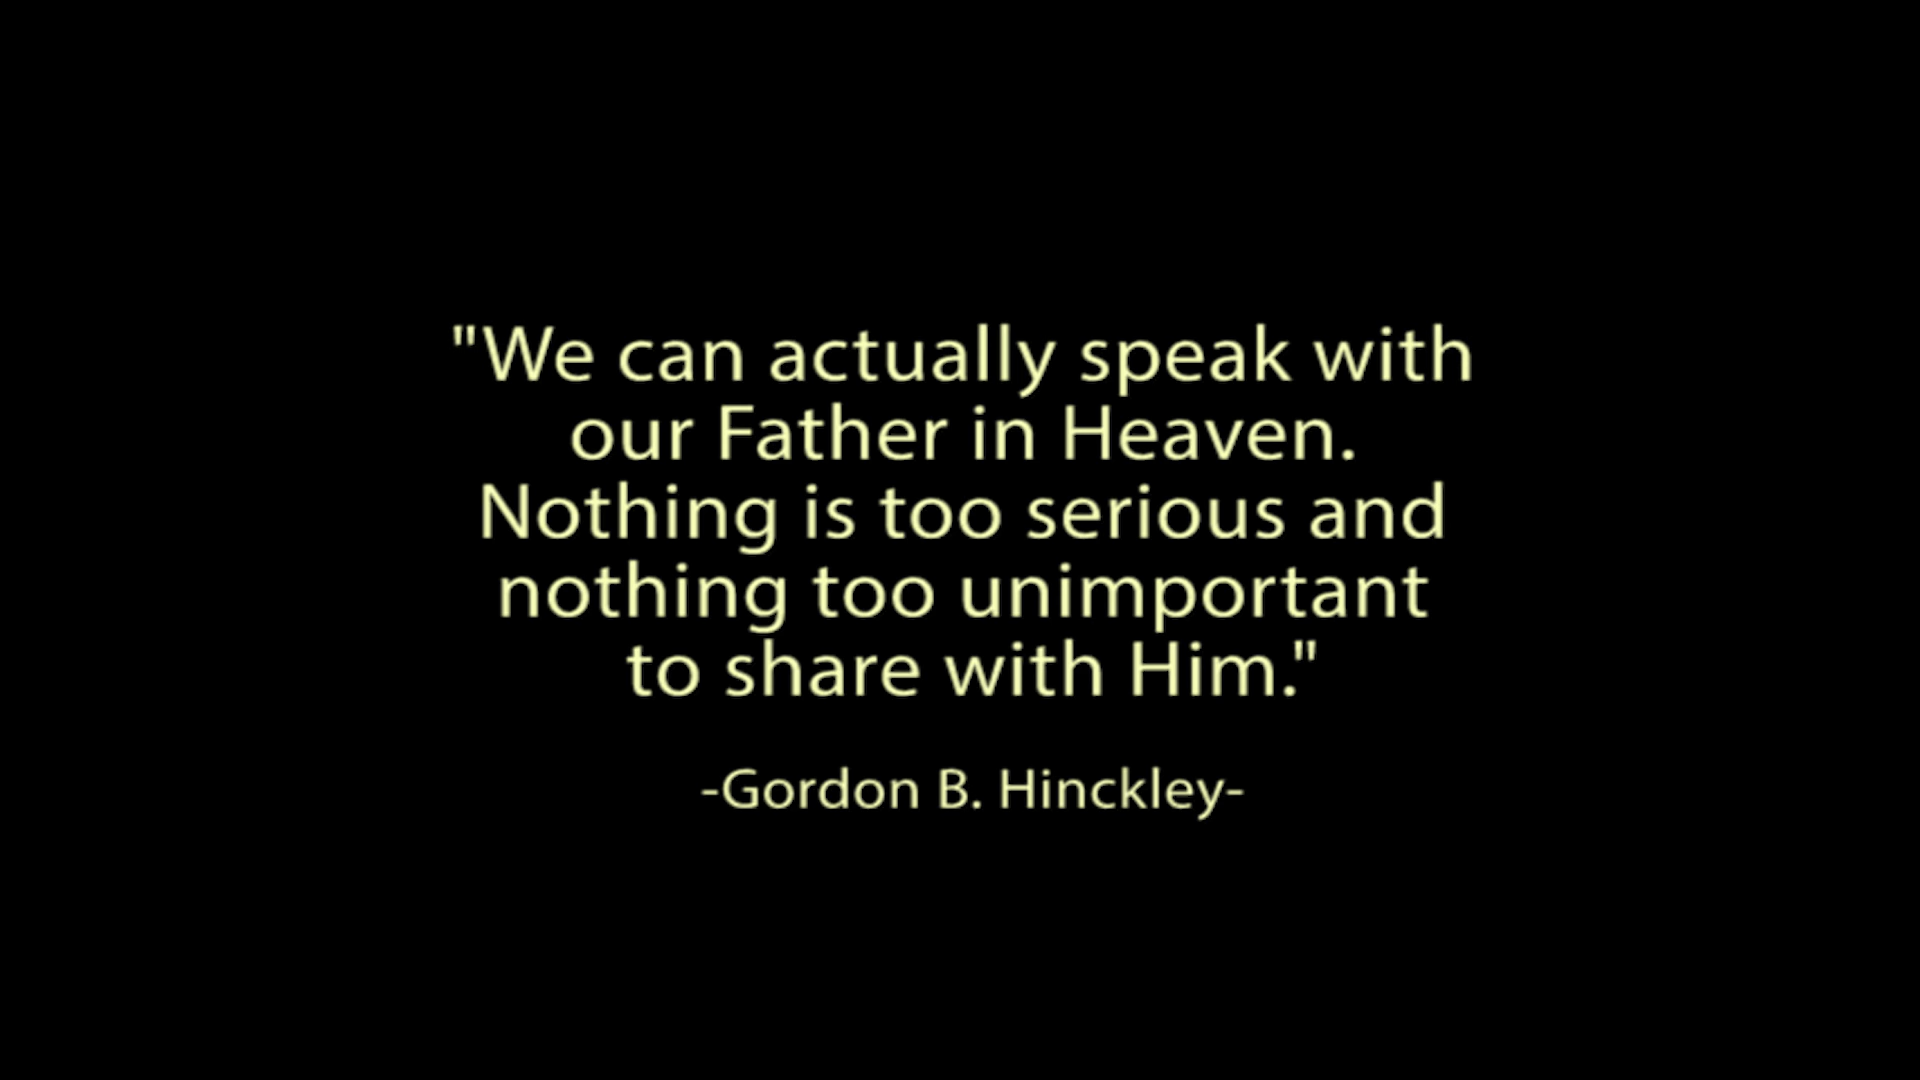 "We can actually speak with
our Father in Heaven.
Nothing is too serious and
nothing too unimportant
to share with Him."
-Gordon B. Hinckley-